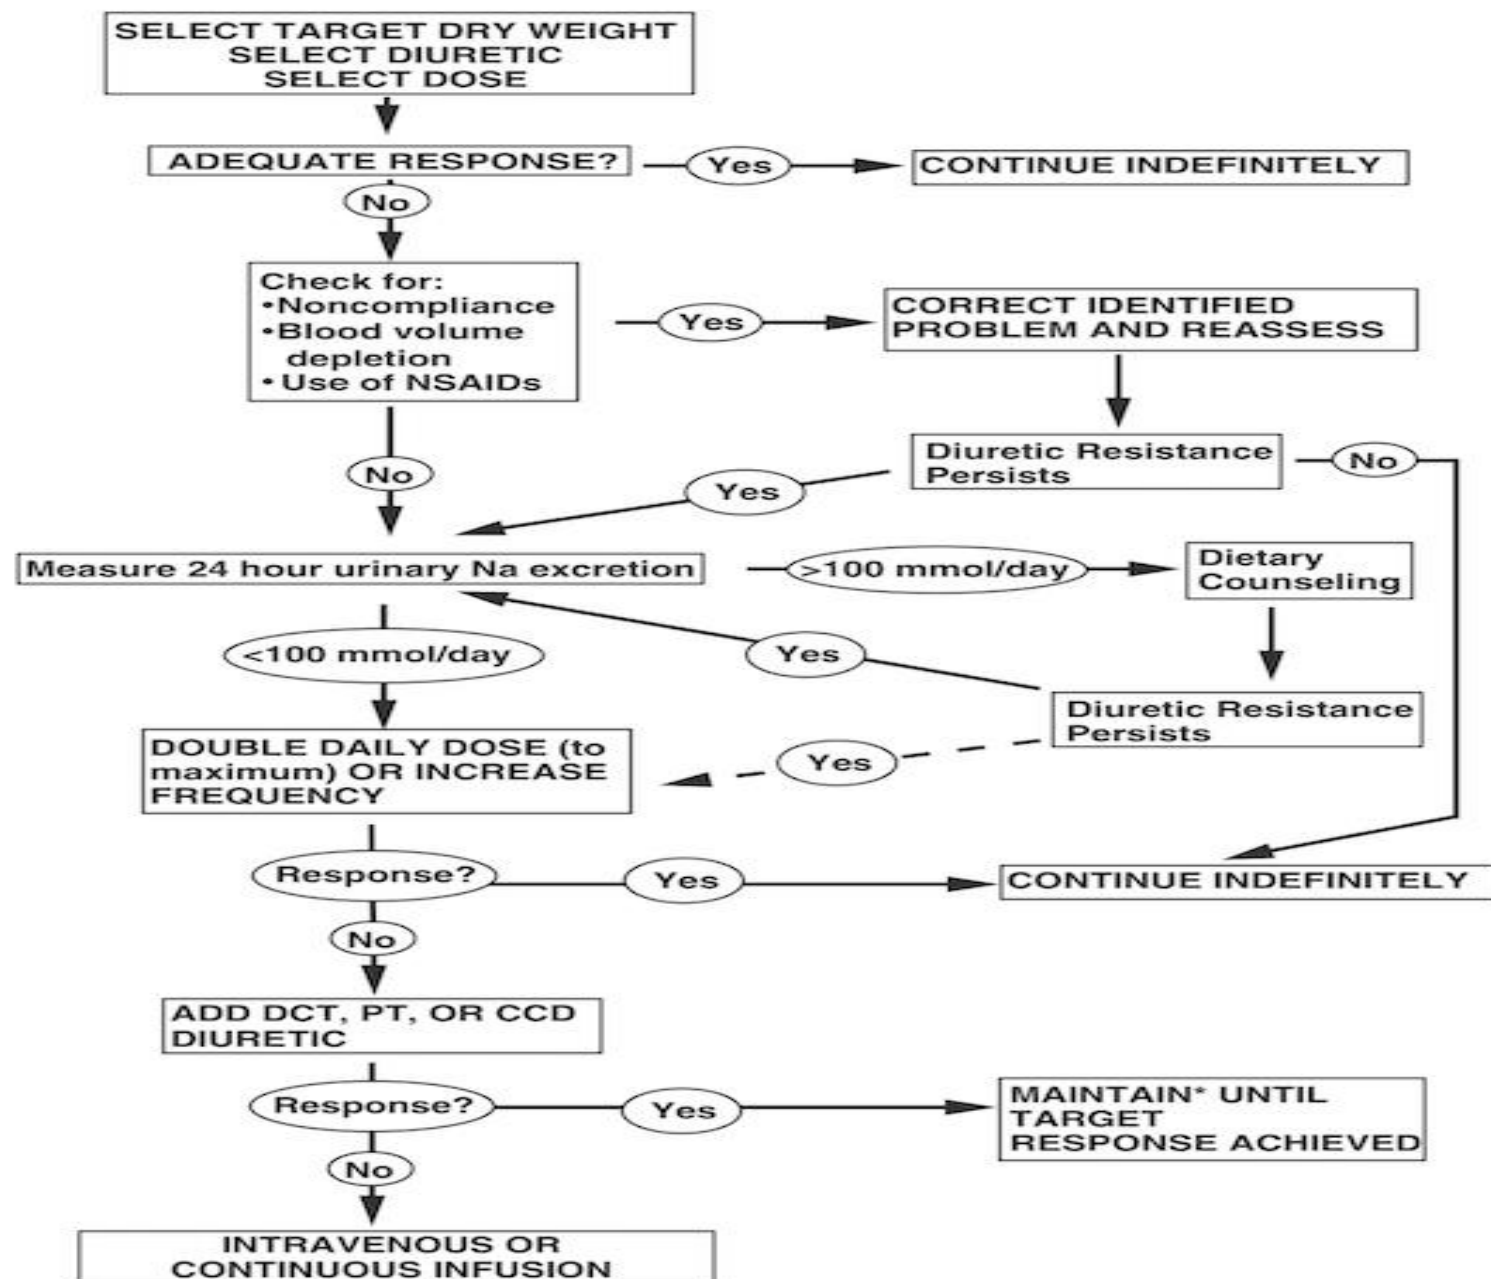 SELECT TARGET DRY WEIGHT
SELECT DIURETIC
SELECT DOSE
ADEQUATE RESPONSE?
Yes
CONTINUE INDEFINITELY
No
Check for:
•Noncompliance
•Blood volume
depletion
•Use of NSAIDs
Yes
CORRECT IDENTIFIED
PROBLEM AND REASSESS
Diuretic Resistance
Persists
No
No
Yes
Measure 24 hour urinary Na excretion
>100 mmol/day
Dietary
Counseling
<100 mmol/day
Yes
Diuretic Resistance
Persists
DOUBLE DAILY DOSE (to
maximum) OR INCREASE
FREQUENCY
Yes
Response?
Yes
CONTINUE INDEFINITELY
No
ADD DCT, PT, OR CCD
DIURETIC
Response?
Yes
MAINTAIN* UNTIL
TARGET
RESPONSE ACHIEVED
No
INTRAVENOUS OR
CONTINUOUS INFUSION